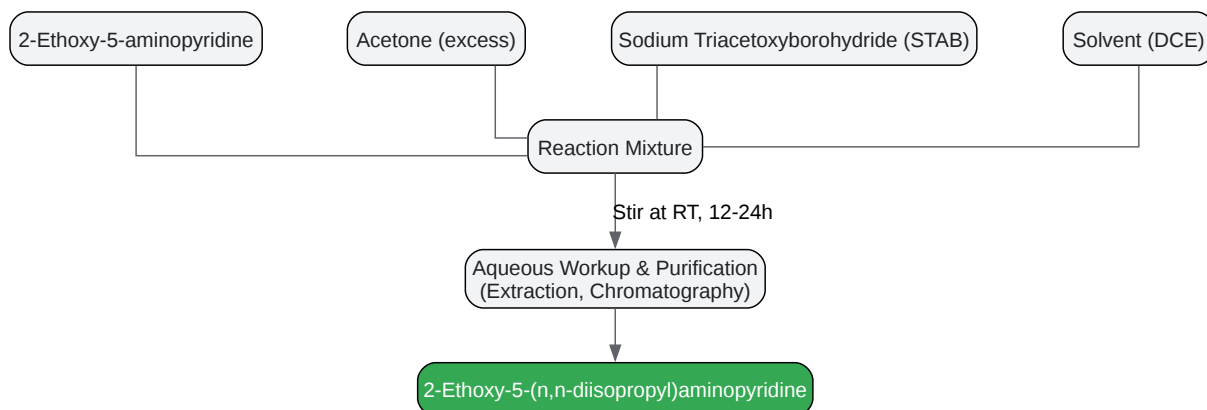 2-Ethoxy-5-aminopyridine
Acetone (excess)
Sodium Triacetoxyborohydride (STAB)
Solvent (DCE)
Reaction Mixture
Stir at RT, 12-24h
Aqueous Workup & Purification
(Extraction, Chromatography)
2-Ethoxy-5-(n,n-diisopropyl)aminopyridine